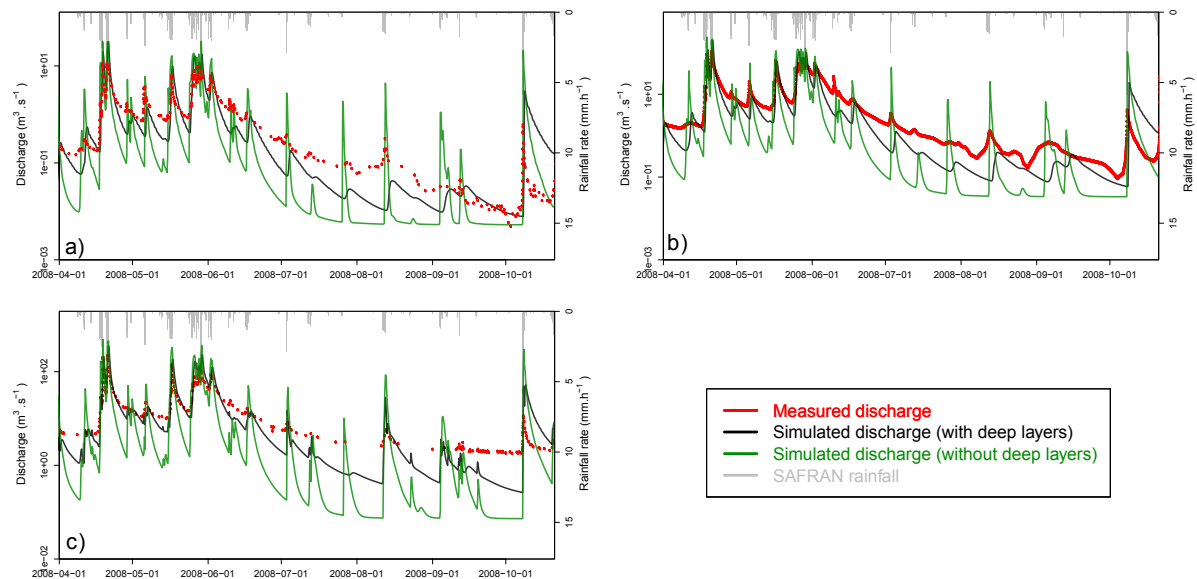 0
5
10
15
Rainfall rate (mm.h⁻¹)
1e+01
1e−01
1e−03
Discharge (m³.s⁻¹)
a)
2008−04−01 2008−05−01 2008−06−01 2008−07−01 2008−08−01 2008−09−01 2008−10−01
0
5
10
15
Rainfall rate (mm.h⁻¹)
1e+01
1e−01
1e−03
Discharge (m³.s⁻¹)
b)
2008−04−01 2008−05−01 2008−06−01 2008−07−01 2008−08−01 2008−09−01 2008−10−01
0
5
10
15
Rainfall rate (mm.h⁻¹)
1e+02
1e+00
1e−02
Discharge (m³.s⁻¹)
c)
2008−04−01 2008−05−01 2008−06−01 2008−07−01 2008−08−01 2008−09−01 2008−10−01
Measured discharge
Simulated discharge (with deep layers)
Simulated discharge (without deep layers)
SAFRAN rainfall